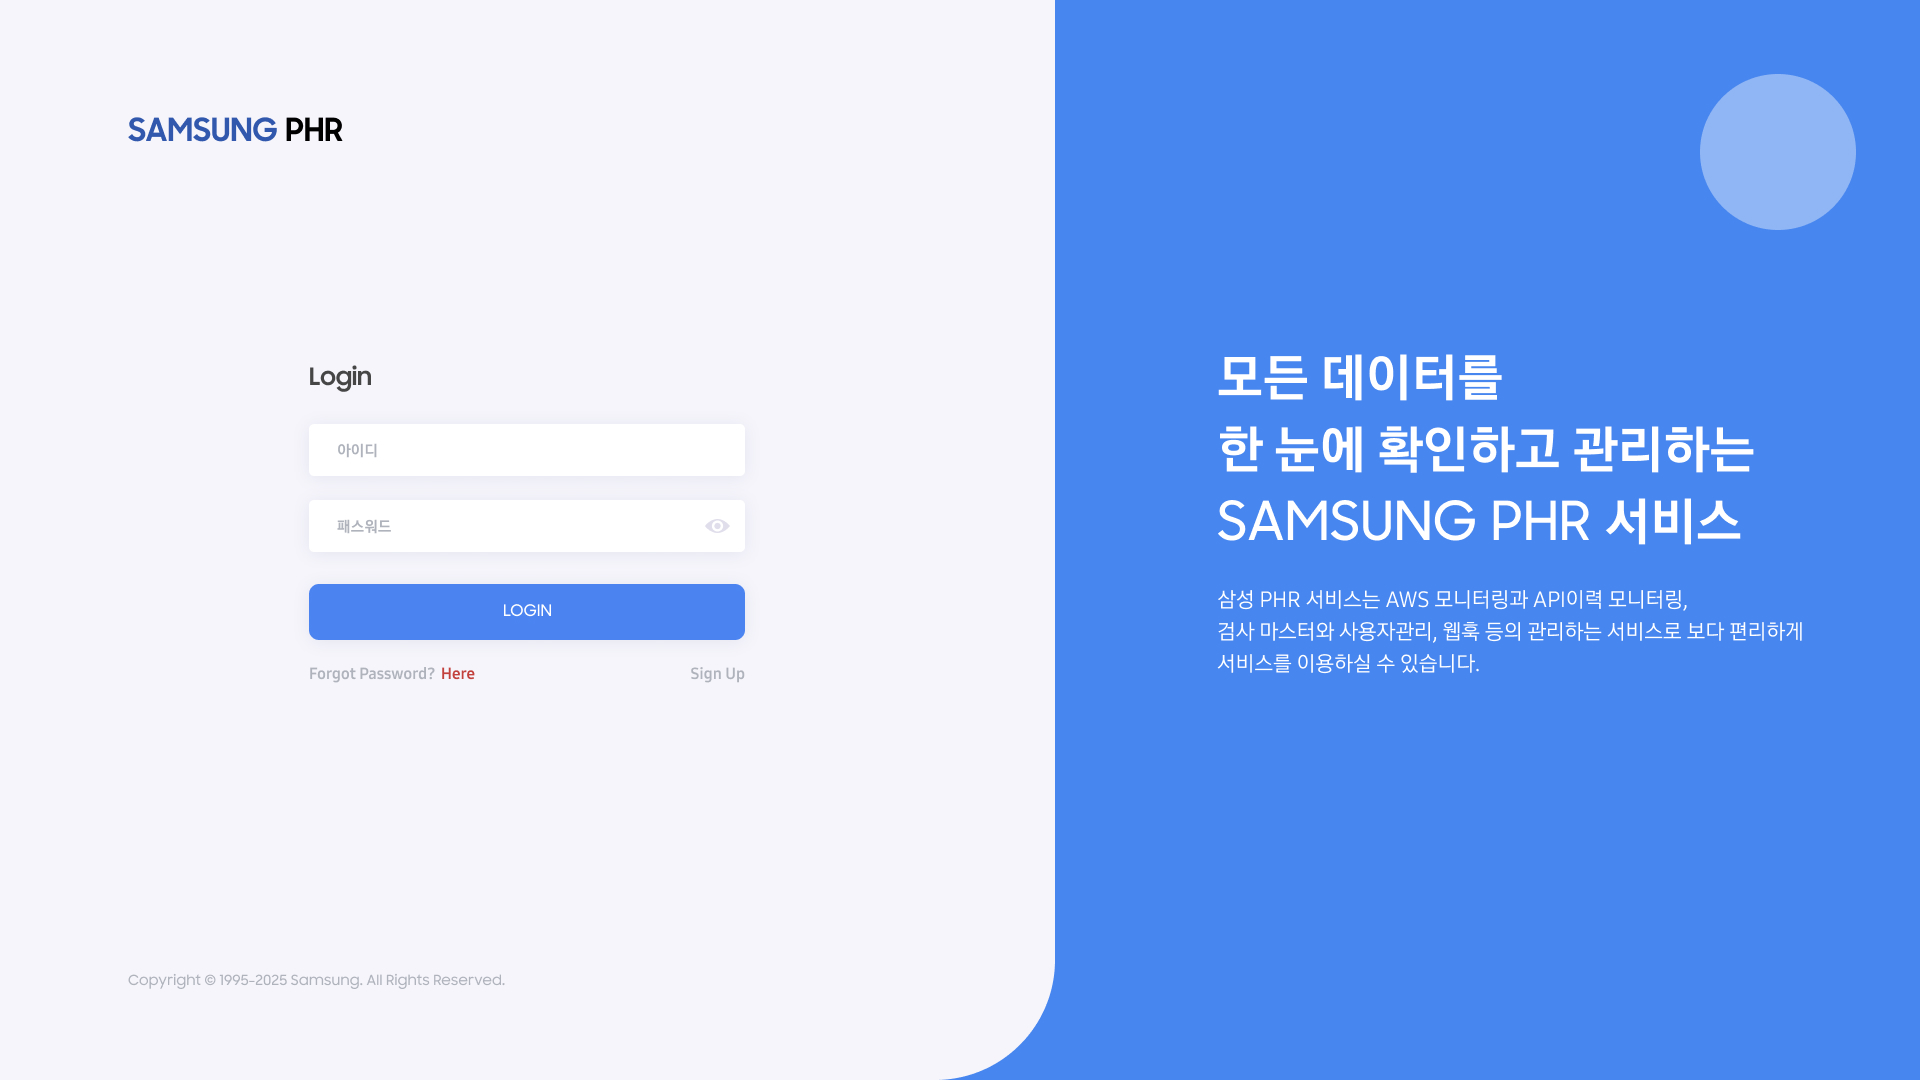 SAMSUNG PHR
Login
아이디
패스워드
LOGIN
Forgot Password? Here
Sign Up
Copyright © 1995-2025 Samsung. All Rights Reserved.
모든 데이터를
한 눈에 확인하고 관리하는
SAMSUNG PHR 서비스
삼성 PHR 서비스는 AWS 모니터링과 API이력 모니터링,
검사 마스터와 사용자관리, 웹훅 등의 관리하는 서비스로 보다 편리하게
서비스를 이용하실 수 있습니다.